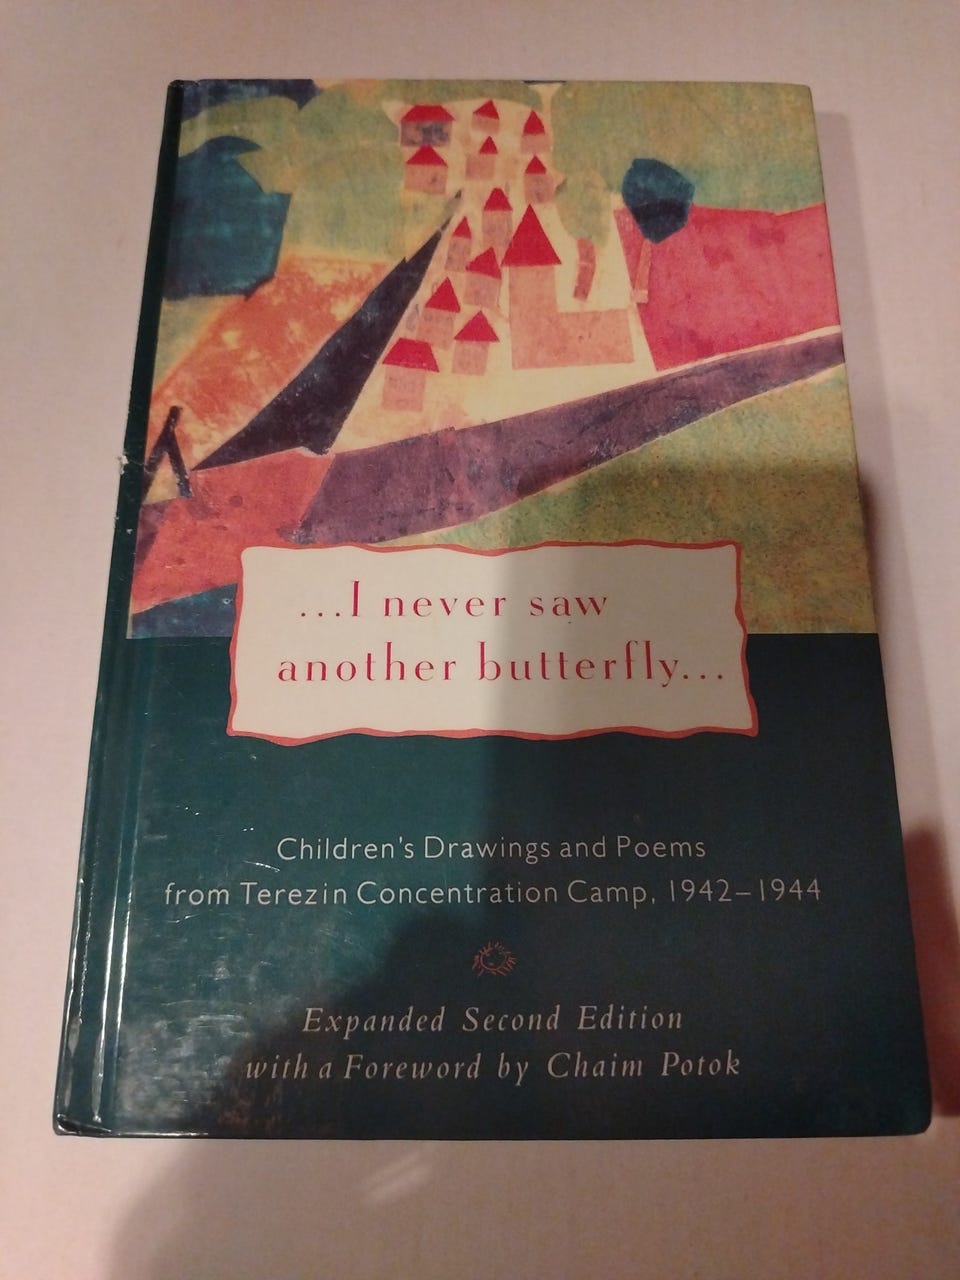 ...I never saw
another butterfly...
Children's Drawings and Poems
from Terezin Concentration Camp, 1942–1944
Expanded Second Edition
with a Foreword by Chaim Potok